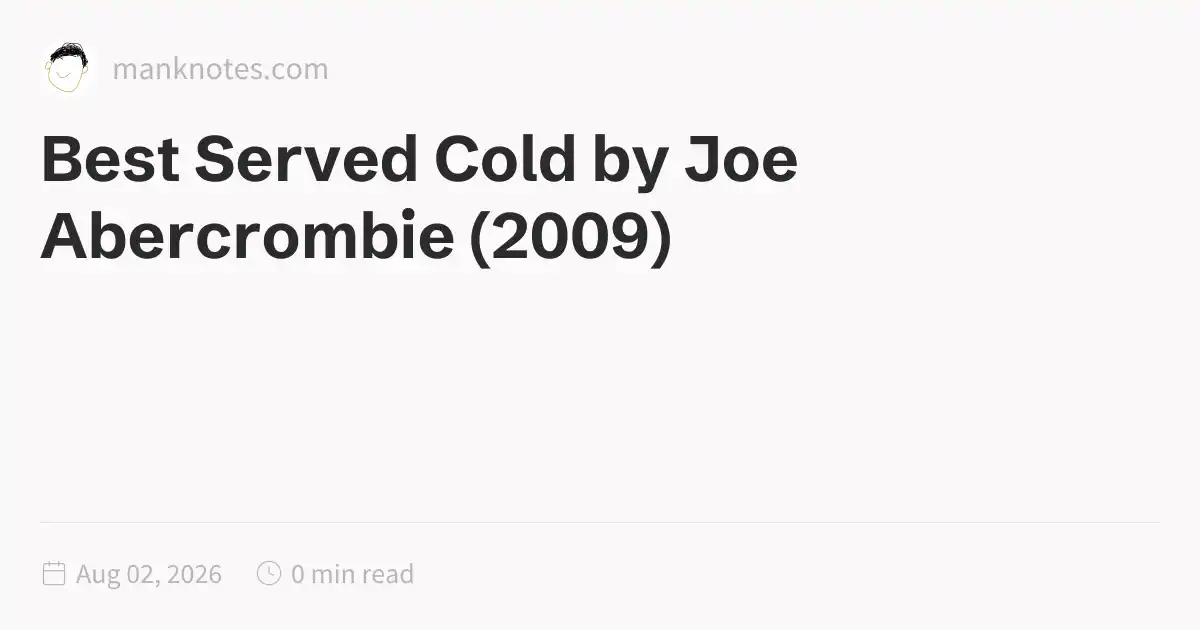 manknotes.com
Best Served Cold by Joe
Abercrombie (2009)
Aug 02, 2026
0 min read